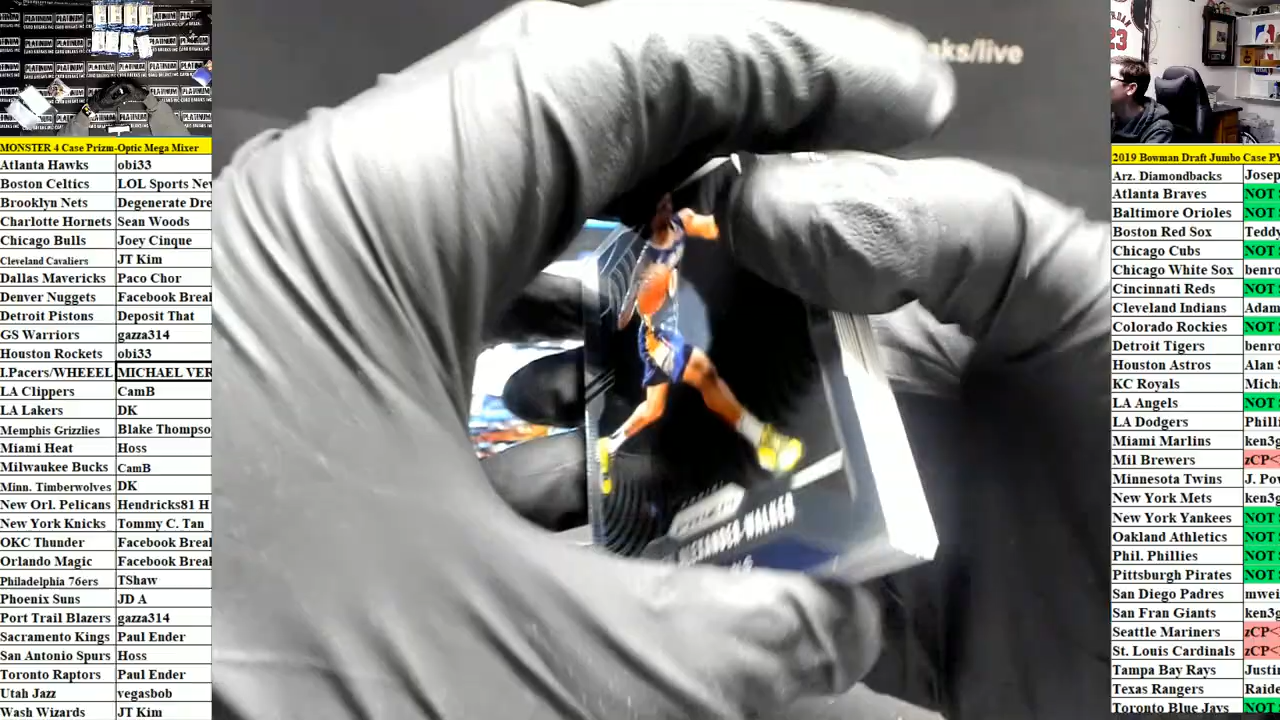 aks/live
MONSTER 4 Case Prizm-Optic Mega Mixer
Atlanta Hawks obi33
Boston Celtics LOL Sports Nev
Brooklyn Nets Degenerate Dre
Charlotte Hornets Sean Woods
Chicago Bulls Joey Cinque
Cleveland Cavaliers JT Kim
Dallas Mavericks Paco Chor
Denver Nuggets Facebook Breal
Detroit Pistons Deposit That
GS Warriors gazza314
Houston Rockets obi33
I.Pacers/WHEEEL MICHAEL VER
LA Clippers CamB
LA Lakers DK
Memphis Grizzlies Blake Thompso
Miami Heat Hoss
Milwaukee Bucks CamB
Minn. Timberwolves DK
New Orl. Pelicans Hendricks81 H
New York Knicks Tommy C. Tan
OKC Thunder Facebook Breal
Orlando Magic Facebook Breal
Philadelphia 76ers TShaw
Phoenix Suns JD A
Port Trail Blazers gazza314
Sacramento Kings Paul Ender
San Antonio Spurs Hoss
Toronto Raptors Paul Ender
Utah Jazz vegasbob
Wash Wizards JT Kim
ALEXANDER-WALKER
23
2019 Bowman Draft Jumbo Case PY
Arz. Diamondbacks Josep
Atlanta Braves NOT
Baltimore Orioles NOT
Boston Red Sox Teddy
Chicago Cubs NOT
Chicago White Sox benro
Cincinnati Reds NOT
Cleveland Indians Adam
Colorado Rockies NOT
Detroit Tigers benro
Houston Astros Alan
KC Royals Mich
LA Angels NOT
LA Dodgers Philli
Miami Marlins ken3g
Mil Brewers zCP<
Minnesota Twins J. Pov
New York Mets ken3g
New York Yankees NOT
Oakland Athletics NOT
Phil. Phillies NOT
Pittsburgh Pirates NOT
San Diego Padres mwei
San Fran Giants ken3g
Seattle Mariners zCP<
St. Louis Cardinals zCP<
Tampa Bay Rays Justin
Texas Rangers Raide
Toronto Blue Jays NOT